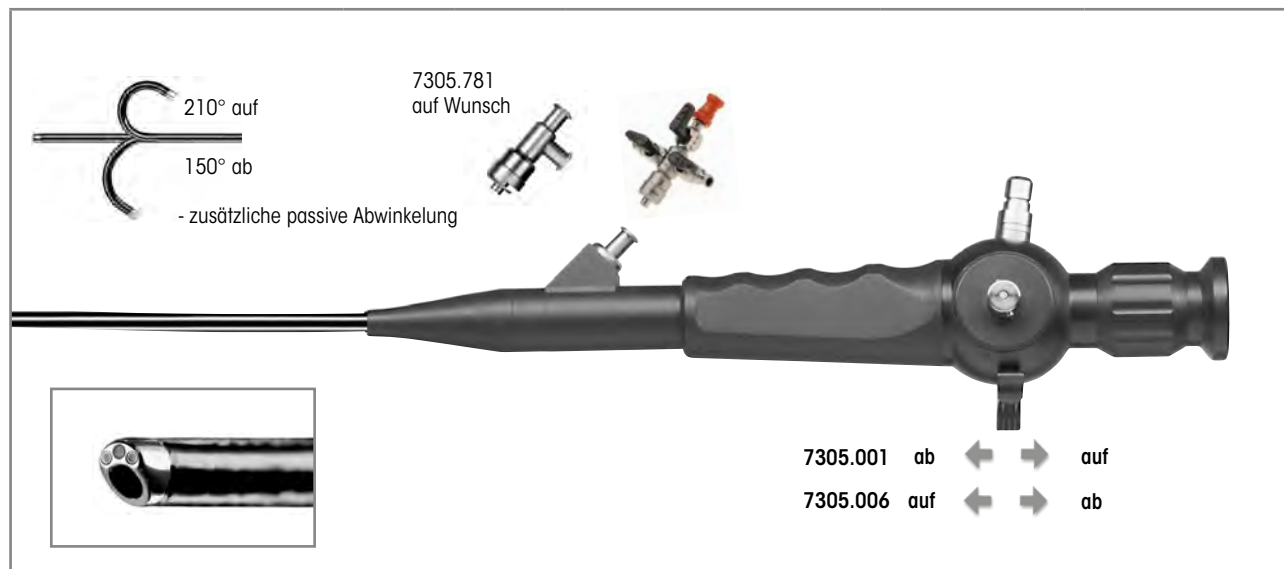 210° auf
150° ab
- zusätzliche passive Abwinkelung
7305.781
auf Wunsch
7305.001 ab auf
7305.006 auf ab